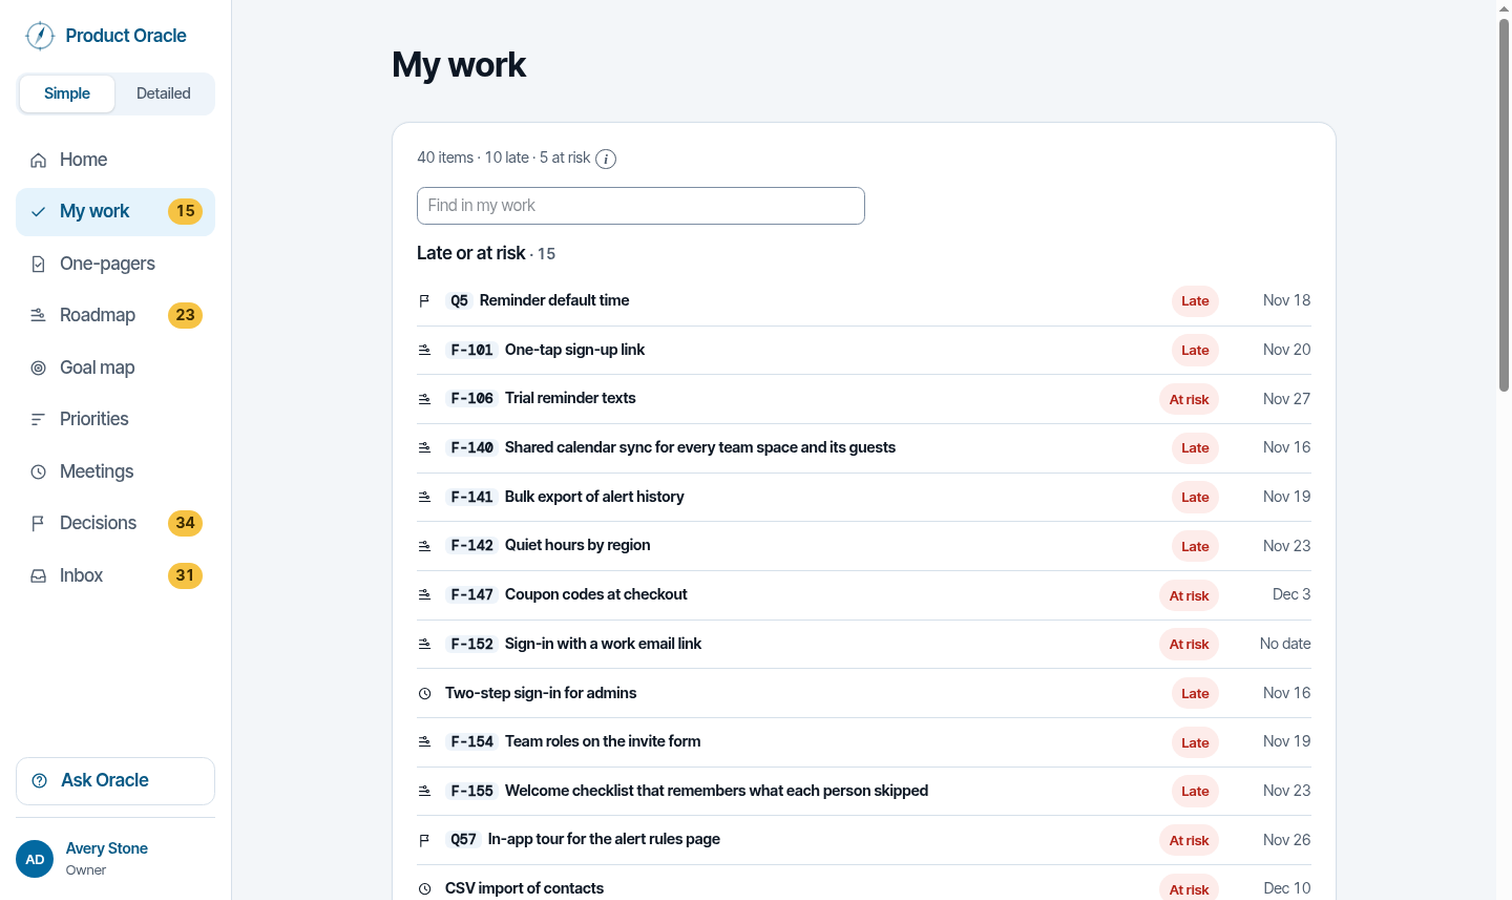 Product Oracle
Simple Detailed
Home
My work 15
One-pagers
Roadmap 23
Goal map
Priorities
Meetings
Decisions 34
Inbox 31
Ask Oracle
AD Avery Stone
Owner
My work
40 items · 10 late · 5 at risk i
Find in my work
Late or at risk · 15
Q5 Reminder default time Late Nov 18
F-101 One-tap sign-up link Late Nov 20
F-106 Trial reminder texts At risk Nov 27
F-140 Shared calendar sync for every team space and its guests Late Nov 16
F-141 Bulk export of alert history Late Nov 19
F-142 Quiet hours by region Late Nov 23
F-147 Coupon codes at checkout At risk Dec 3
F-152 Sign-in with a work email link At risk No date
Two-step sign-in for admins Late Nov 16
F-154 Team roles on the invite form Late Nov 19
F-155 Welcome checklist that remembers what each person skipped Late Nov 23
Q57 In-app tour for the alert rules page At risk Nov 26
CSV import of contacts At risk Dec 10